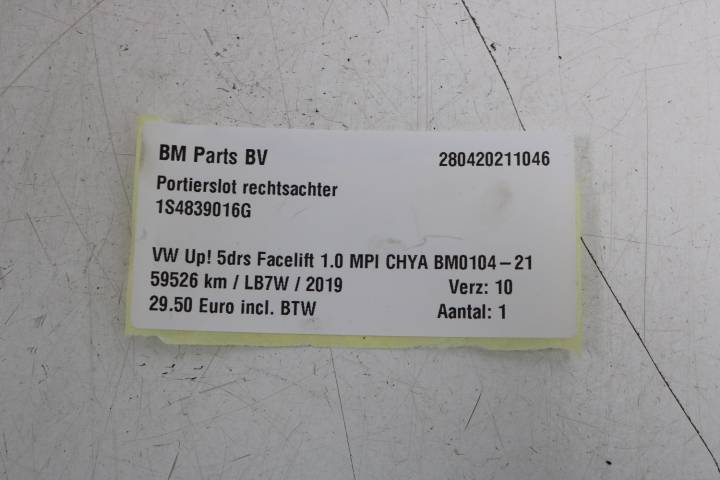 BM Parts BV 280420211046
Portierslot rechtsachter
1S4839016G
VW Up! 5drs Facelift 1.0 MPI CHYA BM0104-21
59526 km / LB7W / 2019 Verz: 10
29.50 Euro incl. BTW Aantal: 1